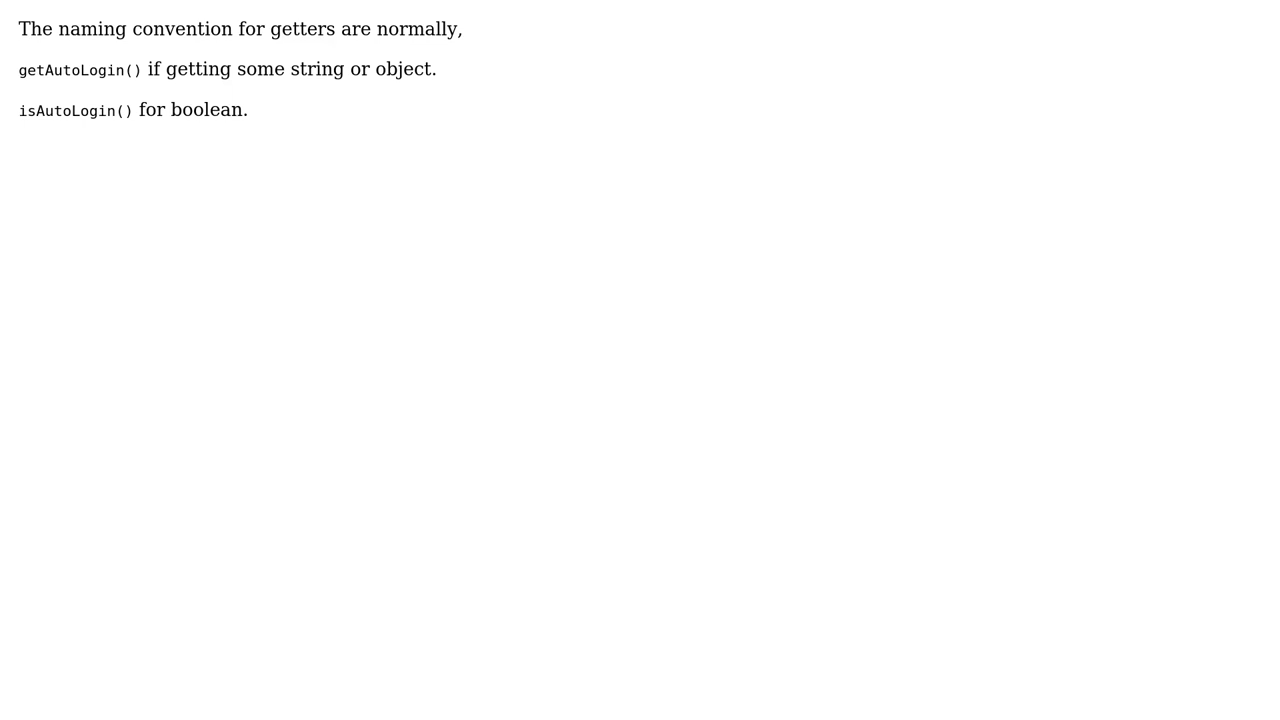 The naming convention for getters are normally,
getAutoLogin() if getting some string or object.
isAutoLogin() for boolean.